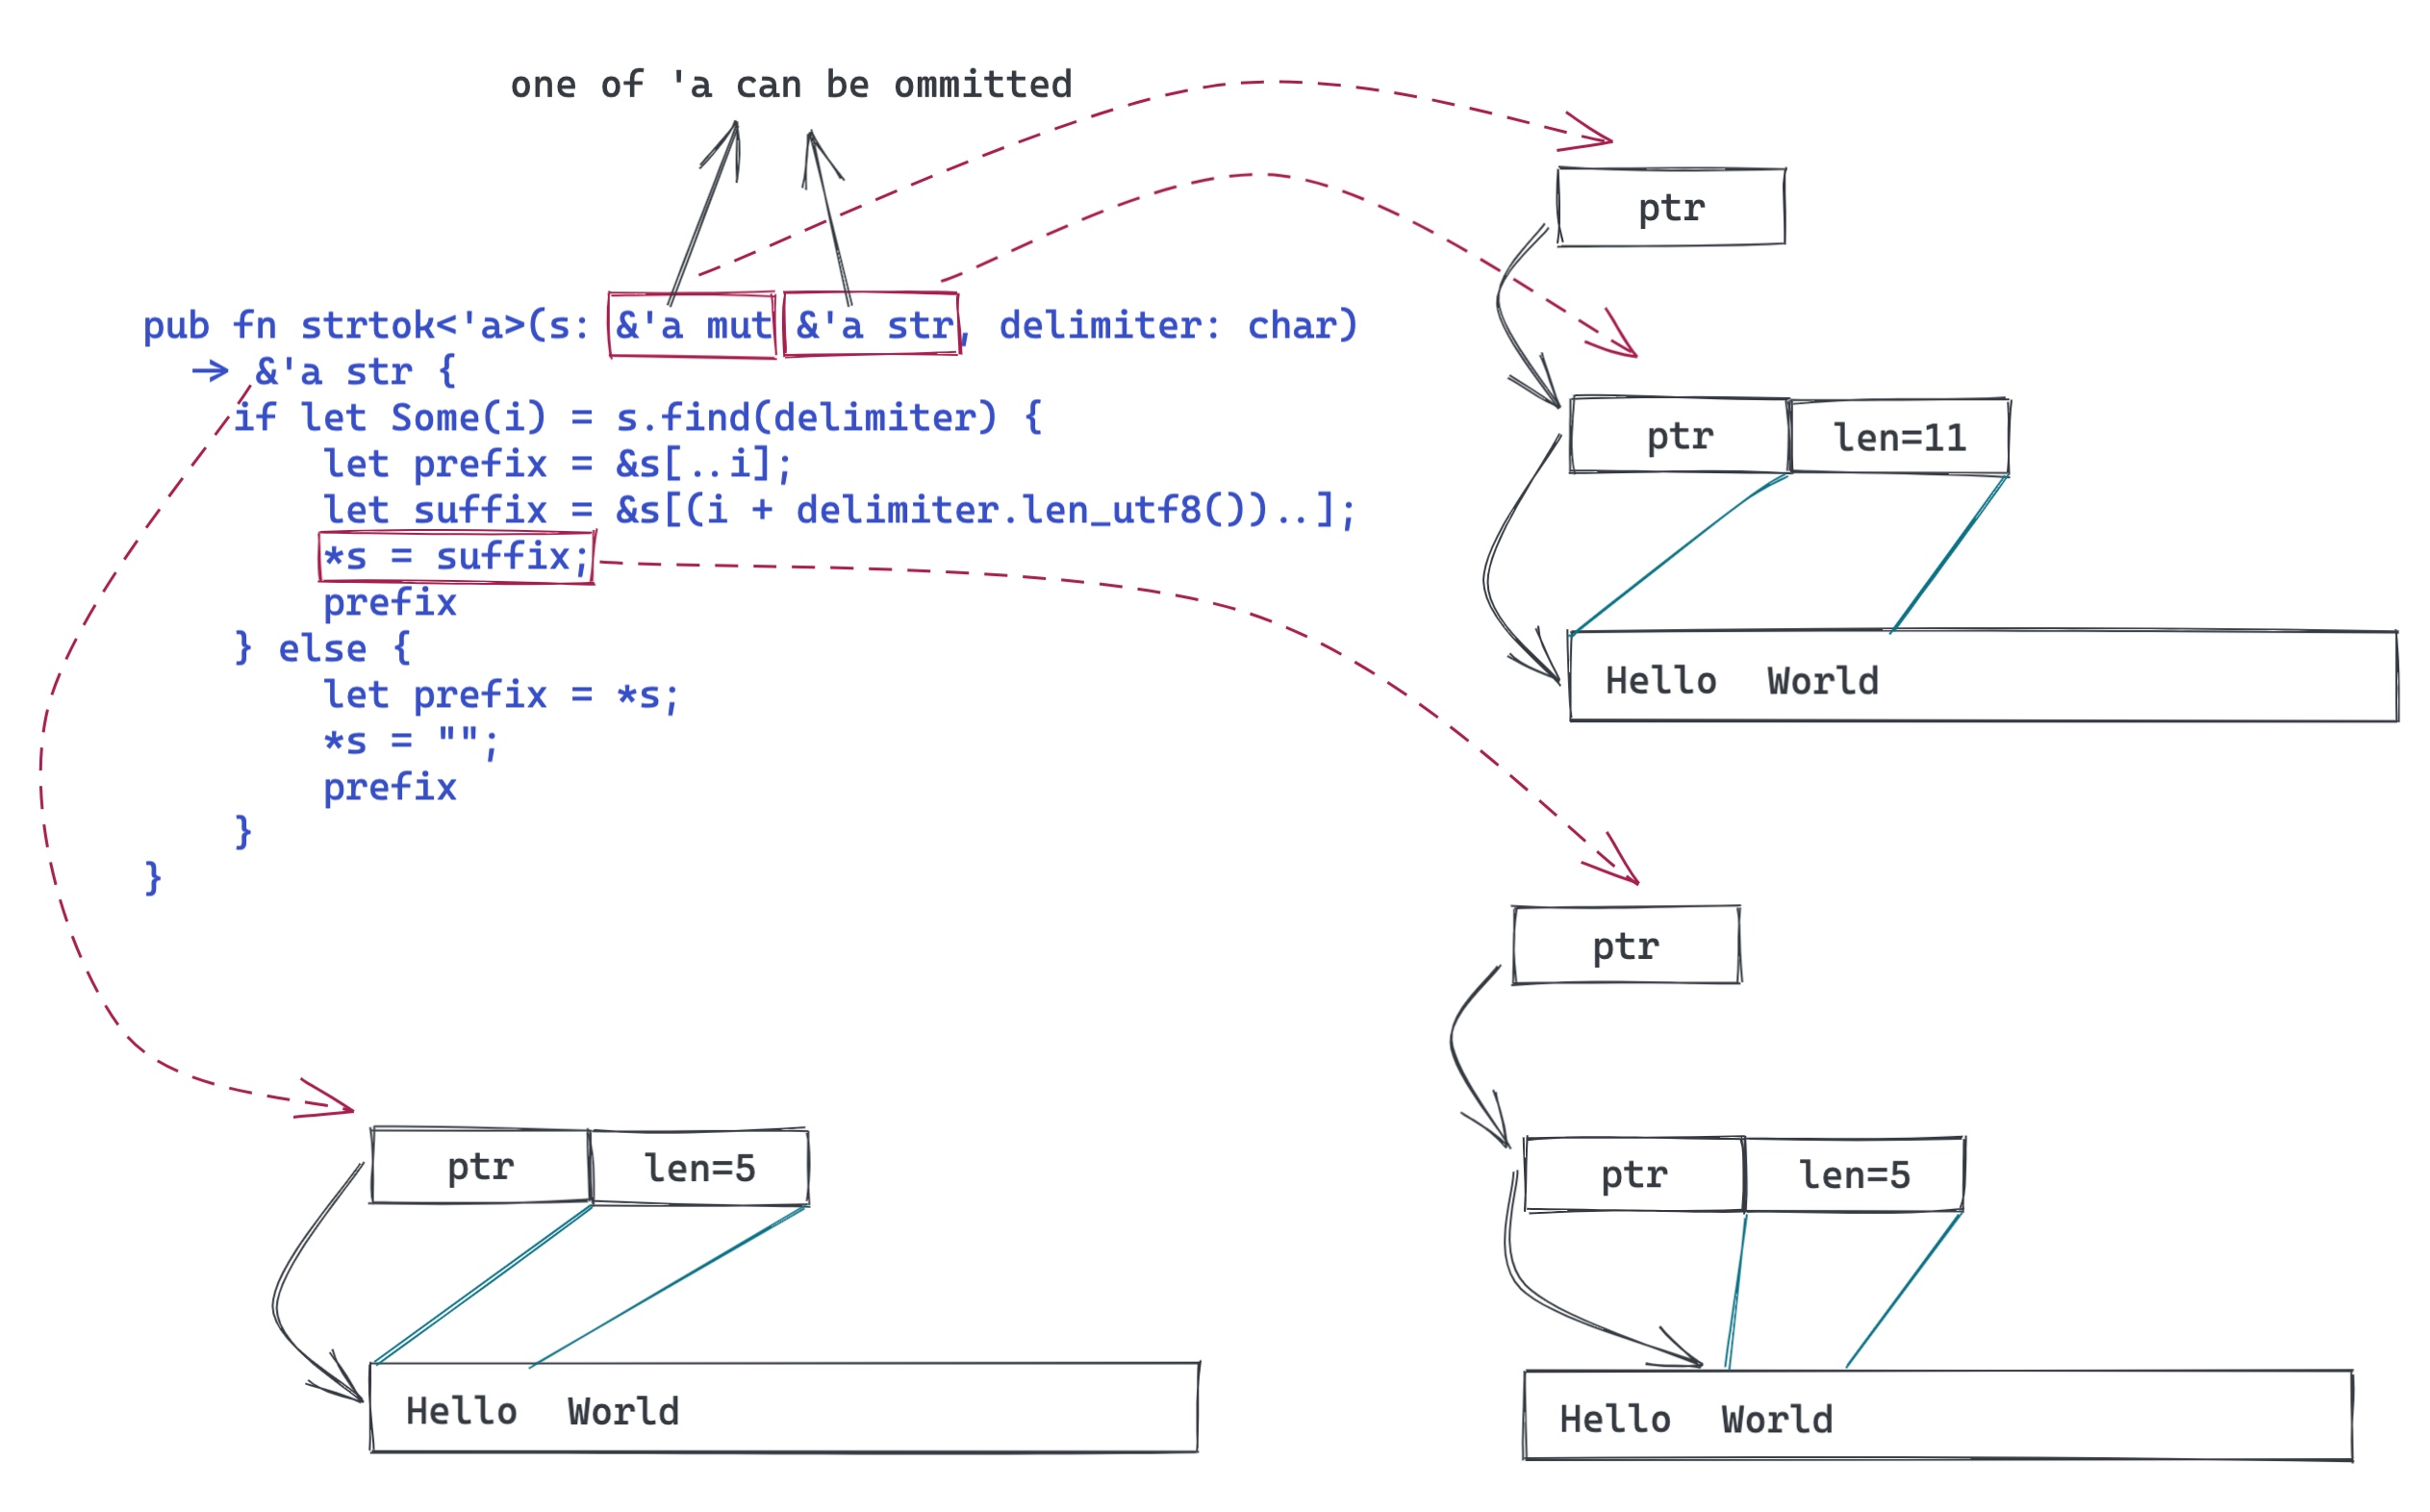 one of 'a can be ommitted
pub fn strtok<'a>(s: &'a mut &'a str, delimiter: char)
-> &'a str {
if let Some(i) = s.find(delimiter) {
let prefix = &s[..i];
let suffix = &s[(i + delimiter.len_utf8())..];
*s = suffix;
prefix
} else {
let prefix = *s;
*s = "";
prefix
}
}
ptr
ptr len=11
Hello World
ptr
ptr len=5
Hello World
ptr len=5
Hello World